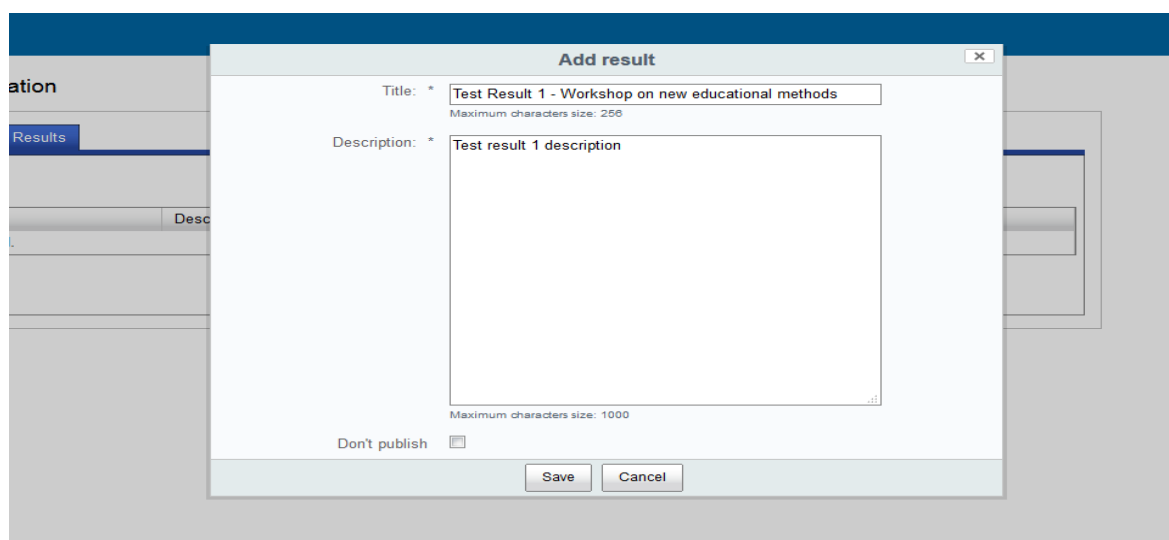 Add result
ation
Title: * Test Result 1 - Workshop on new educational methods
Maximum characters size: 256
Results
Description: * Test result 1 description
Desc
Maximum characters size: 1000
Don't publish
Save Cancel